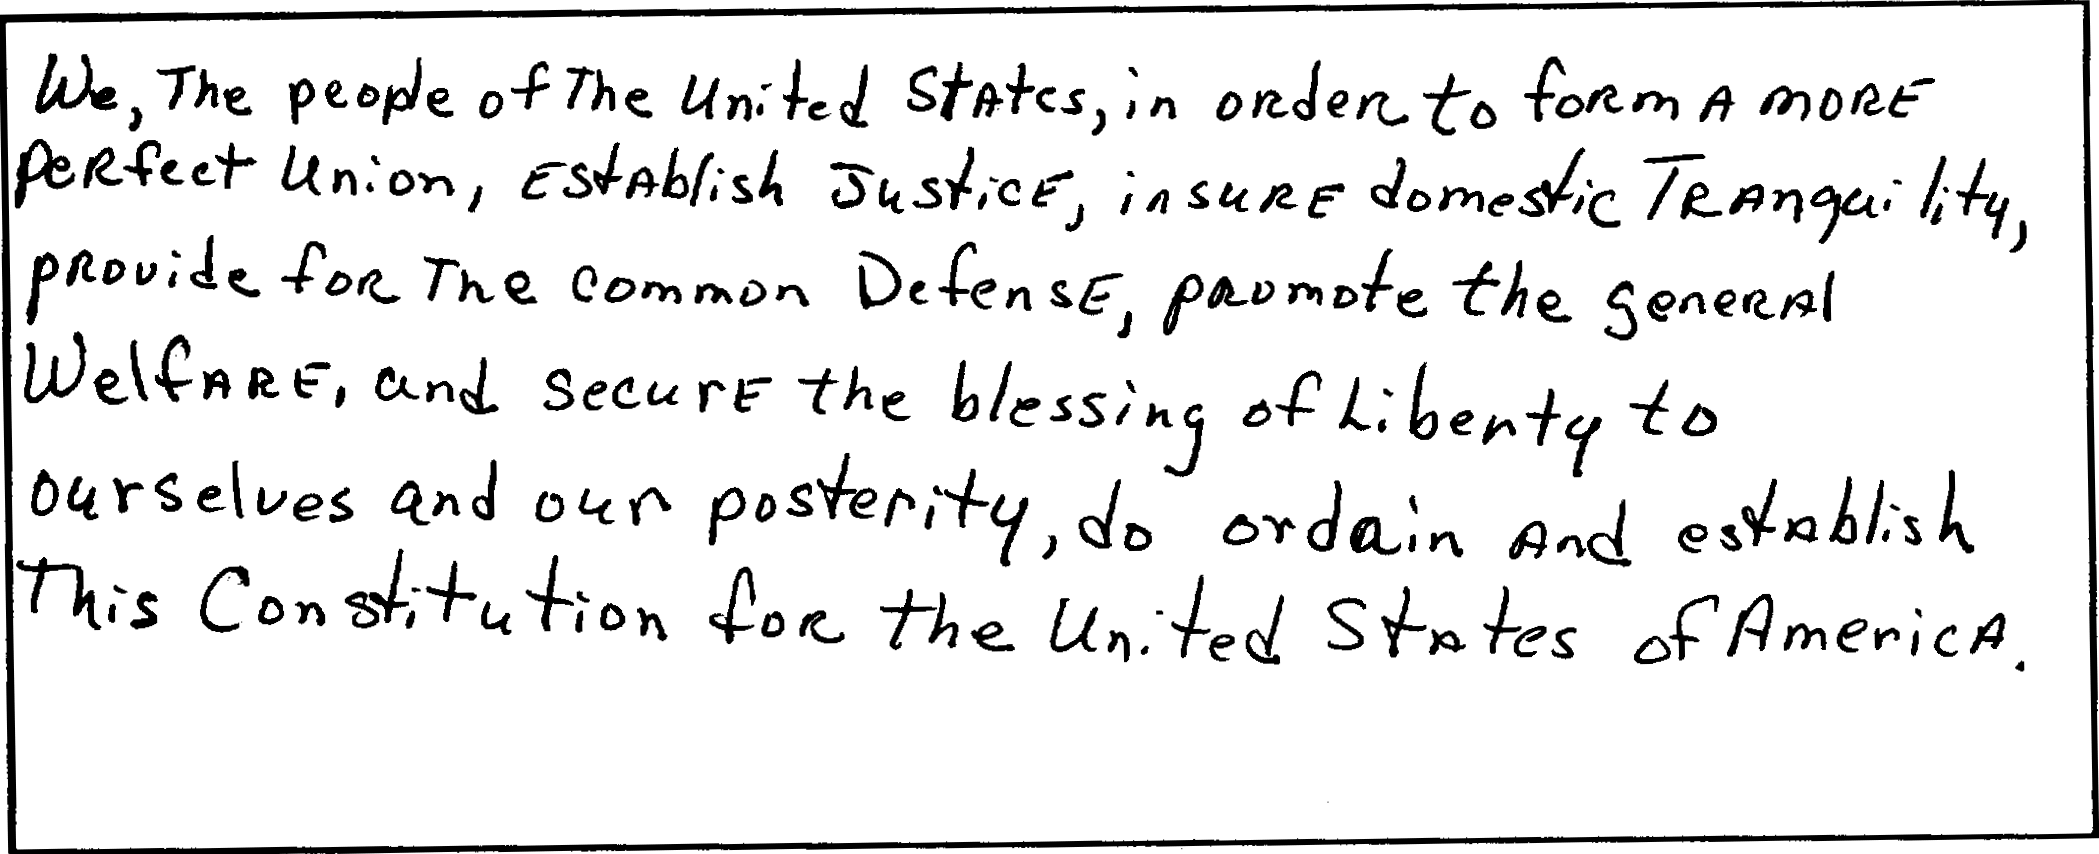 We, The people of The United States, in order to form A MORE
PERfect Union, EstAblish JusticE, insuRE domestic TRAnquility,
pRovide foR The common DefensE, pRomote the geneRAl
WelfARE, and secure the blessing of Liberty to
ourselves and our posterity, do ordain And estAblish
This Constitution foR the United StAtes of AmericA.